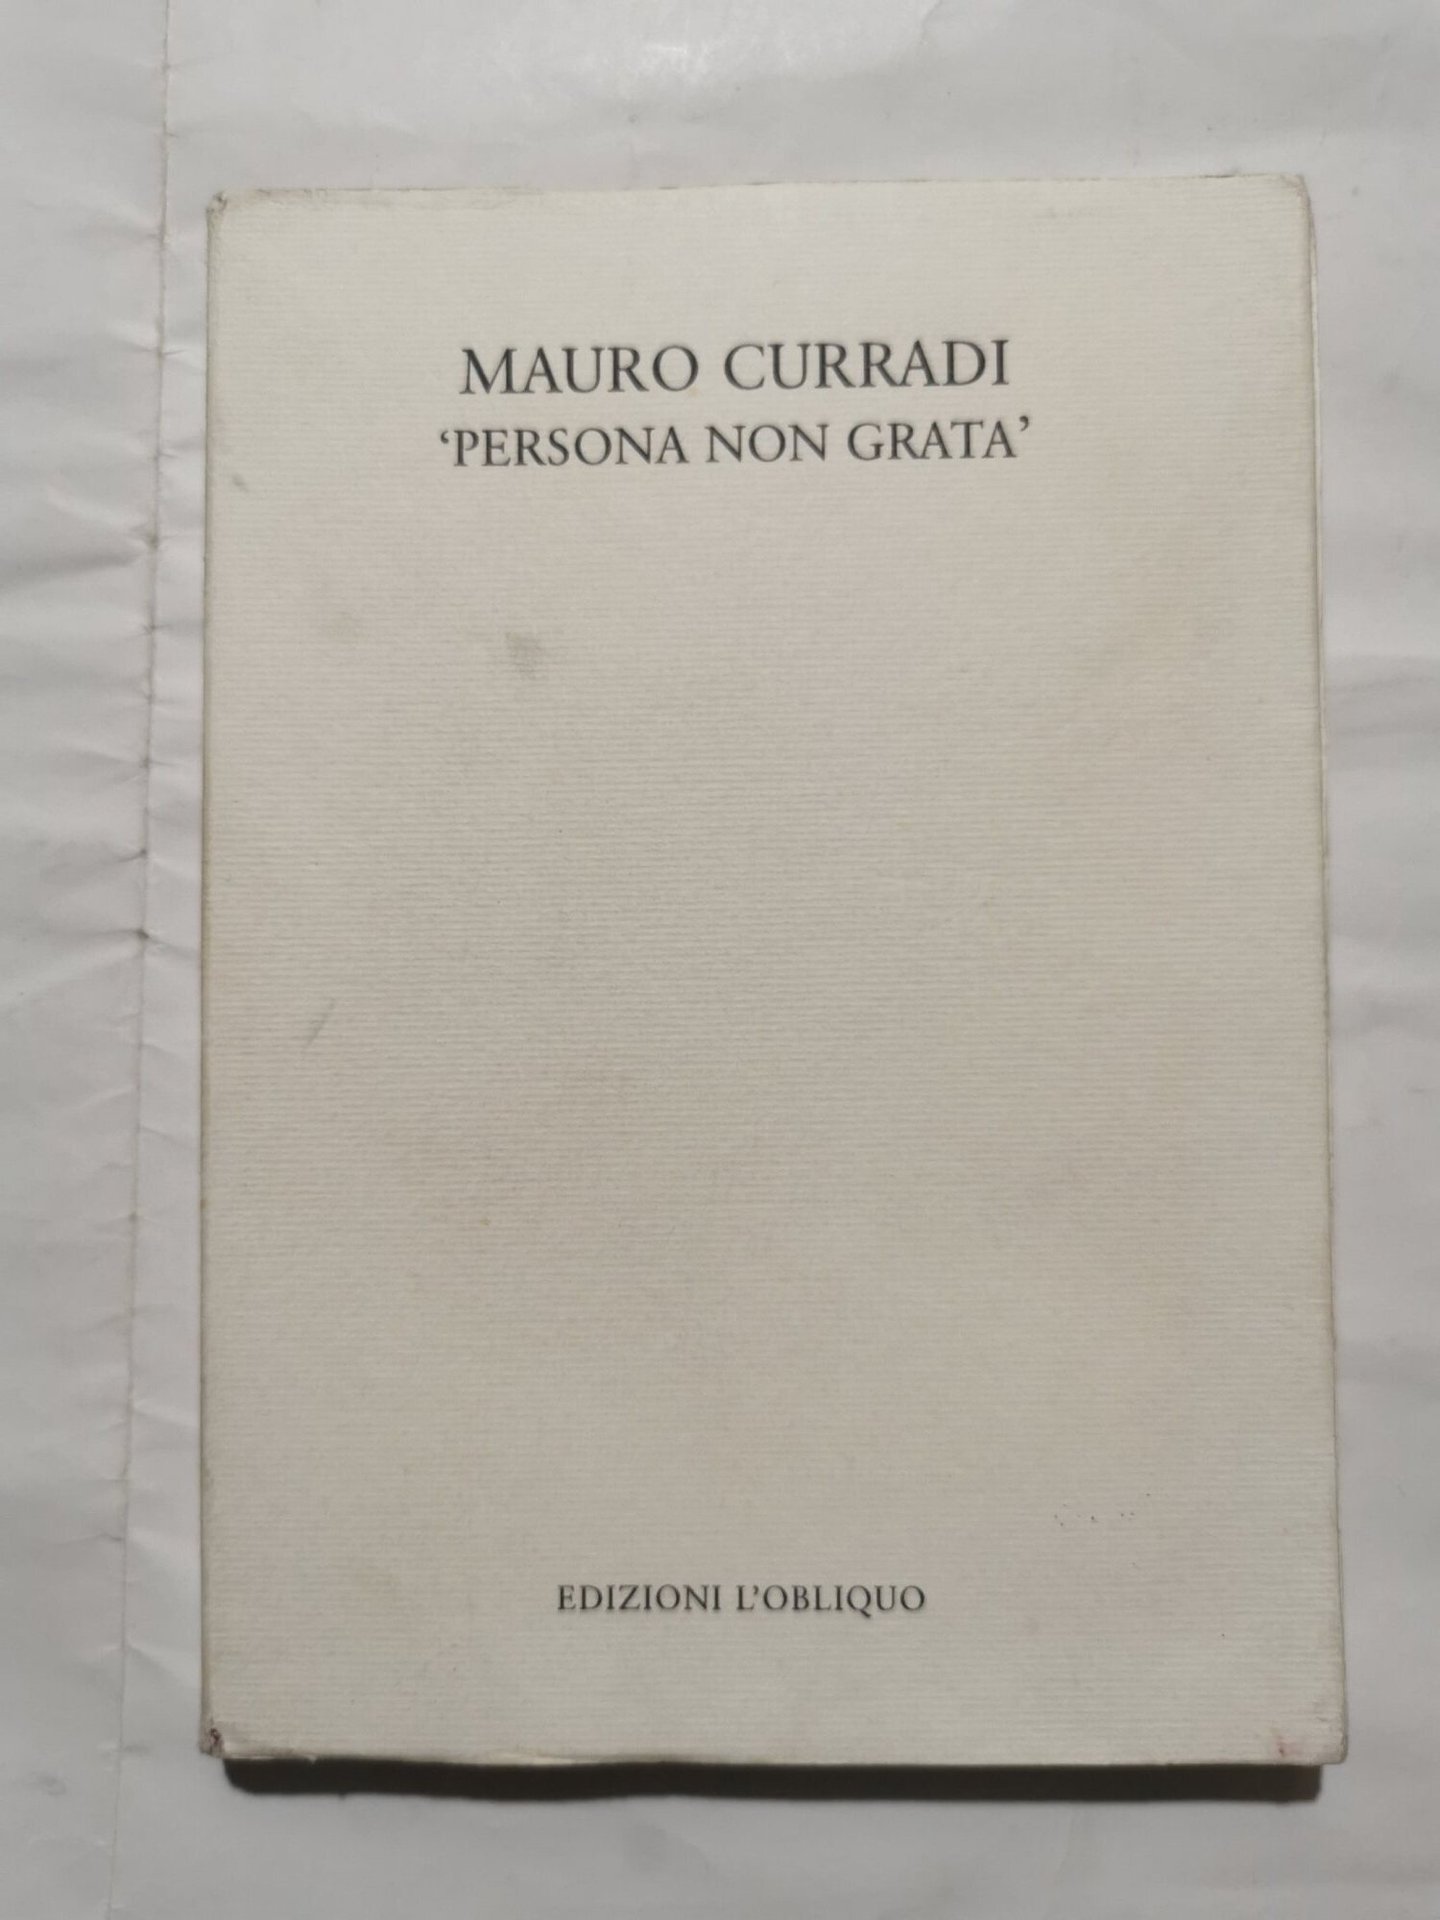 MAURO CURRADI
‘PERSONA NON GRATA’
EDIZIONI L’OBLIQUO